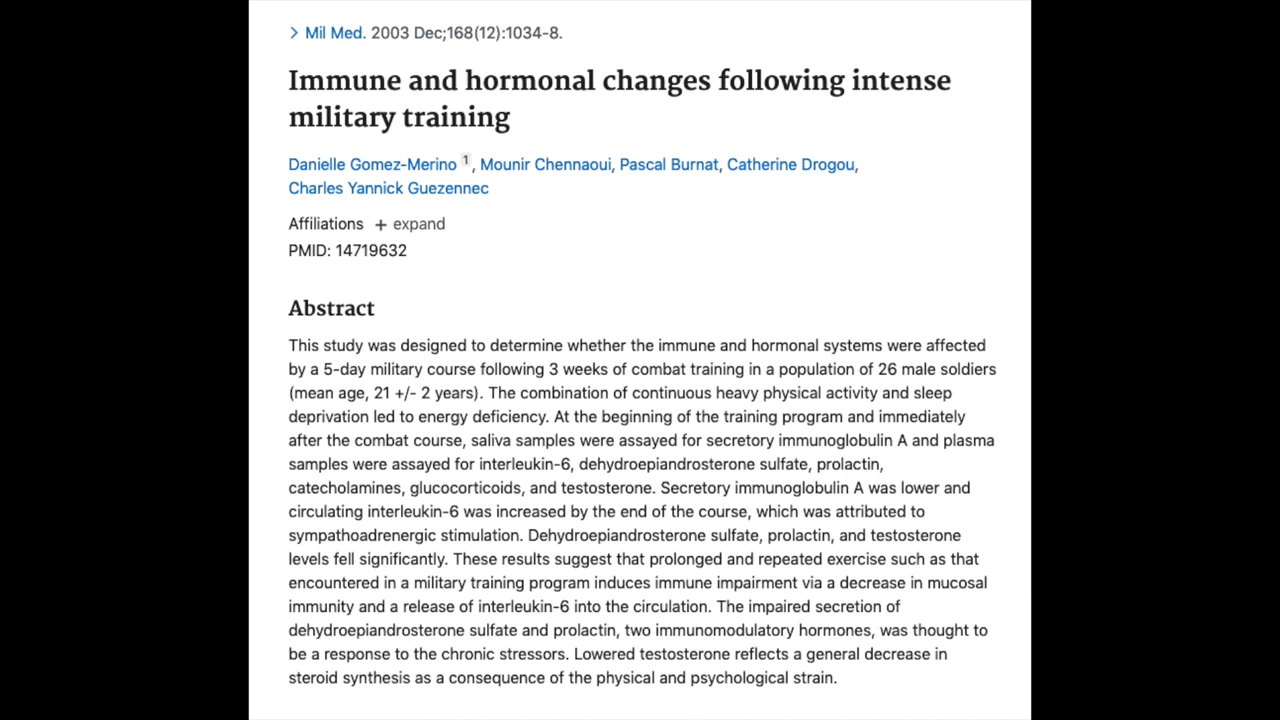 > Mil Med. 2003 Dec;168(12):1034-8.
Immune and hormonal changes following intense
military training
Danielle Gomez-Merino 1, Mounir Chennaoui, Pascal Burnat, Catherine Drogou,
Charles Yannick Guezennec
Affiliations + expand
PMID: 14719632
Abstract
This study was designed to determine whether the immune and hormonal systems were affected
by a 5-day military course following 3 weeks of combat training in a population of 26 male soldiers
(mean age, 21 +/- 2 years). The combination of continuous heavy physical activity and sleep
deprivation led to energy deficiency. At the beginning of the training program and immediately
after the combat course, saliva samples were assayed for secretory immunoglobulin A and plasma
samples were assayed for interleukin-6, dehydroepiandrosterone sulfate, prolactin,
catecholamines, glucocorticoids, and testosterone. Secretory immunoglobulin A was lower and
circulating interleukin-6 was increased by the end of the course, which was attributed to
sympathoadrenergic stimulation. Dehydroepiandrosterone sulfate, prolactin, and testosterone
levels fell significantly. These results suggest that prolonged and repeated exercise such as that
encountered in a military training program induces immune impairment via a decrease in mucosal
immunity and a release of interleukin-6 into the circulation. The impaired secretion of
dehydroepiandrosterone sulfate and prolactin, two immunomodulatory hormones, was thought to
be a response to the chronic stressors. Lowered testosterone reflects a general decrease in
steroid synthesis as a consequence of the physical and psychological strain.